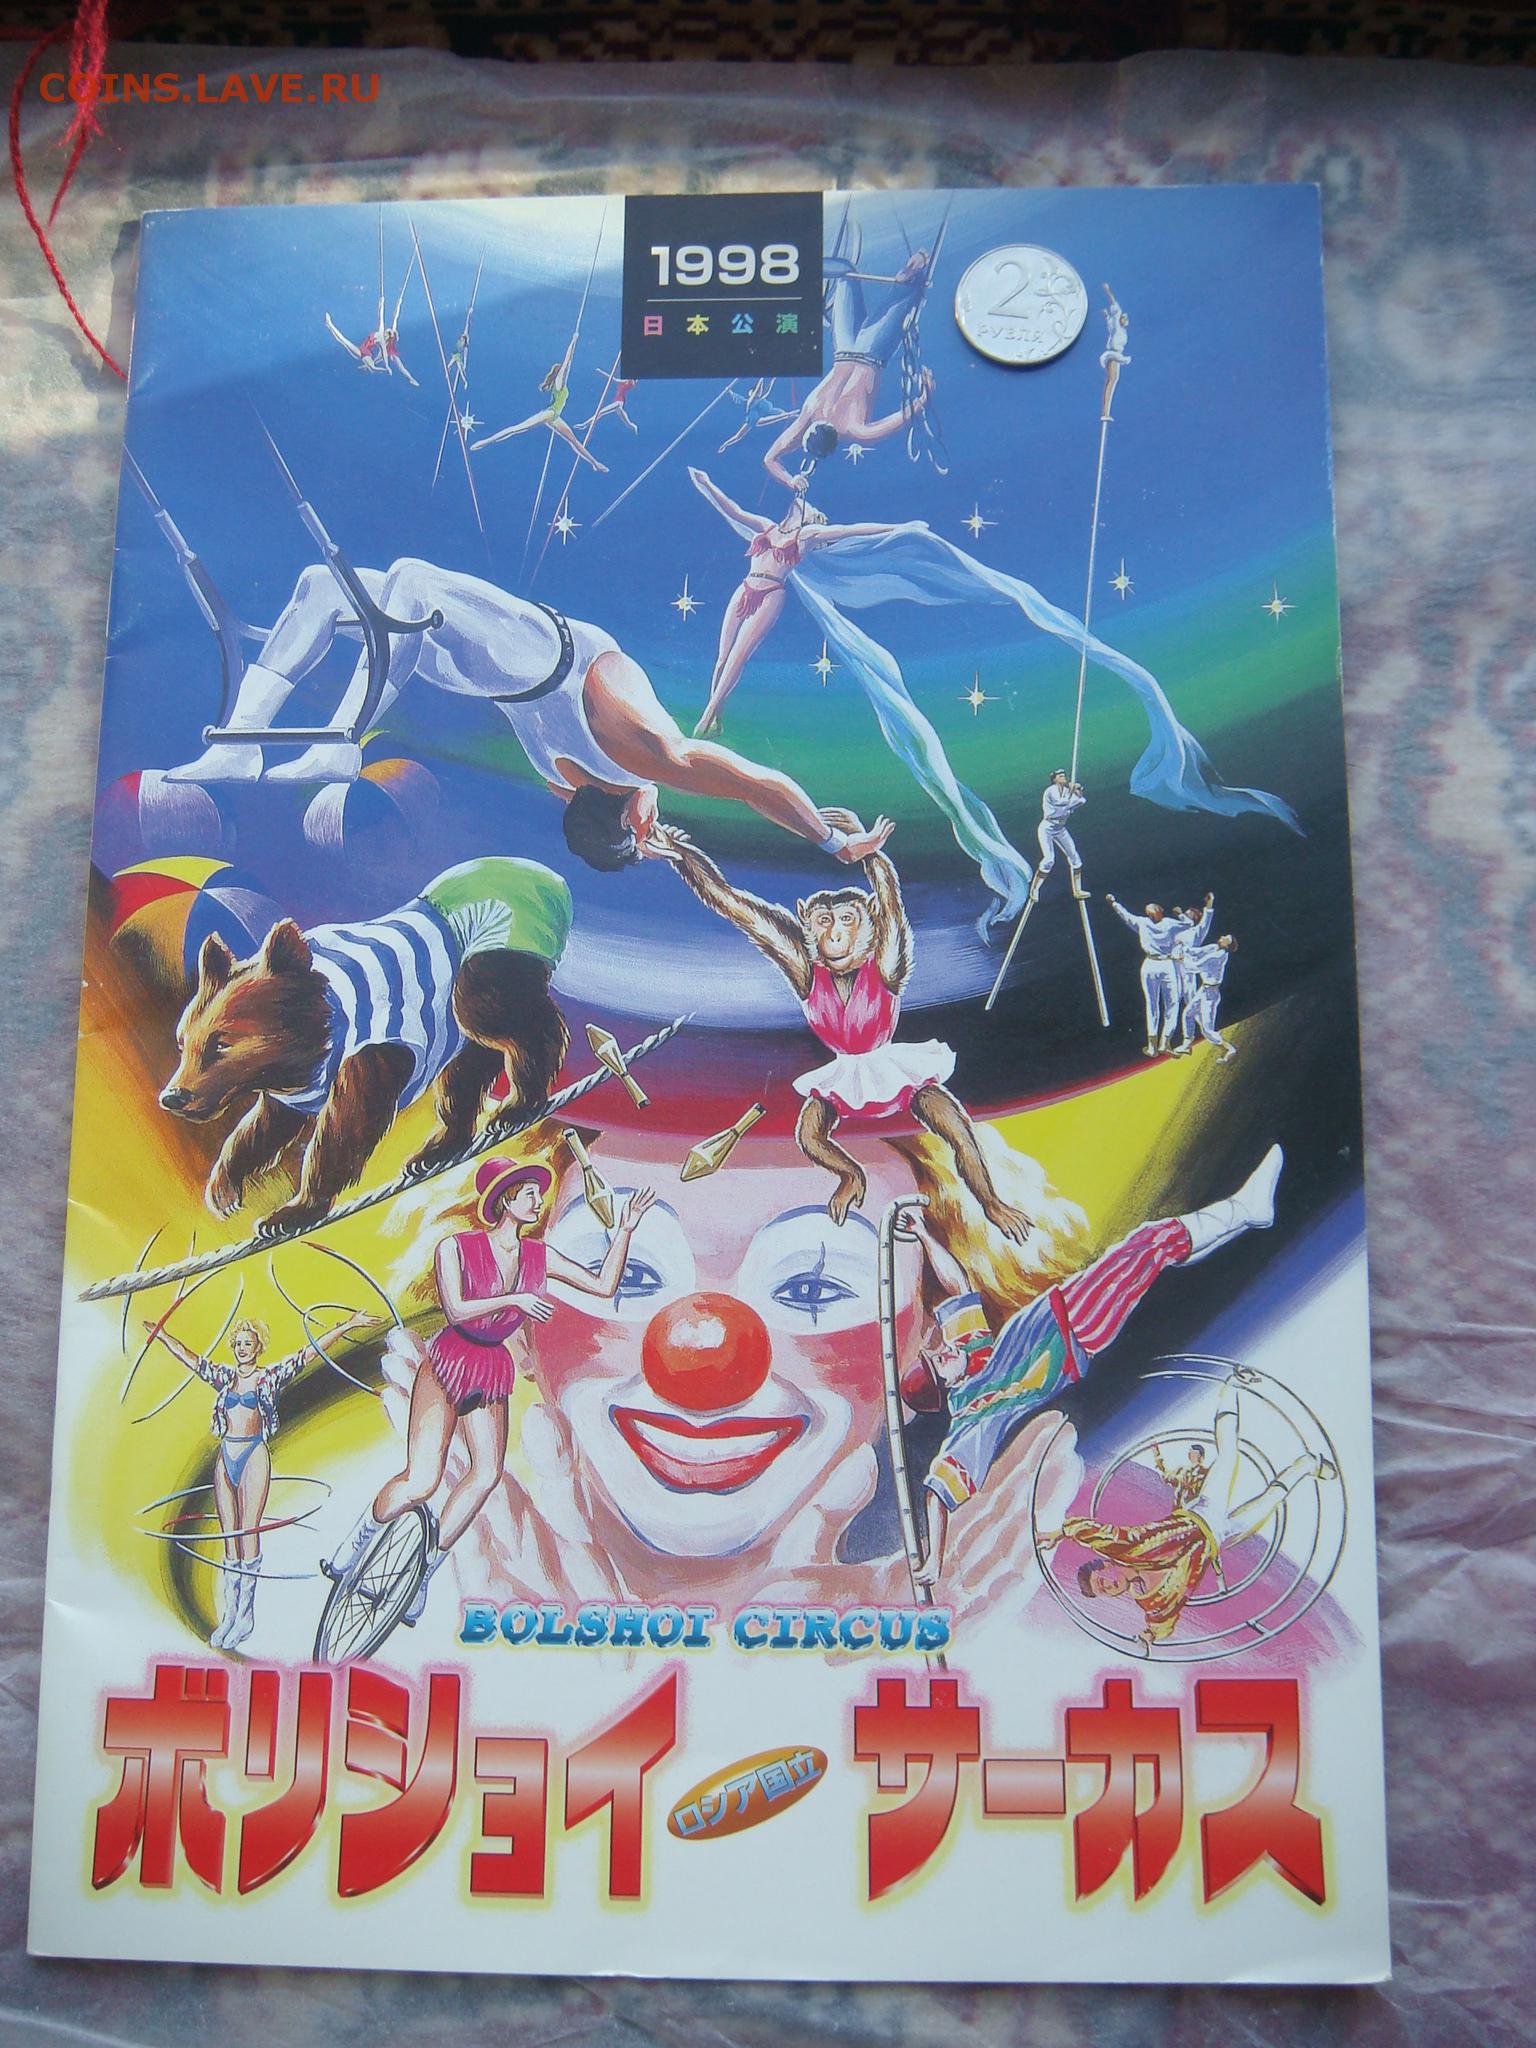 COINS.LAVE.RU
1998
日本公演
2
РУБЛЯ
BOLSHOI CIRCUS
ボリショイ
ロシア国立
サーカス